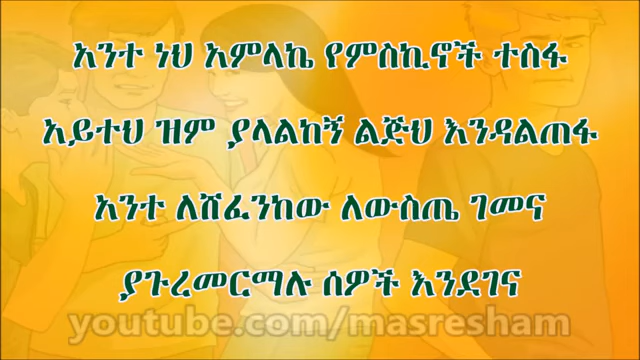 አንተ ነህ አምላኬ የምስኪኖች ተስፋ
አይተህ ዝም ያላልከኝ ልጅህ እንዳልጠፋ
አንተ ለሸፈንከው ለውስጤ ገመና
ያጉረመርማሉ ሰዎች እንደገና
youtube.com/masresham